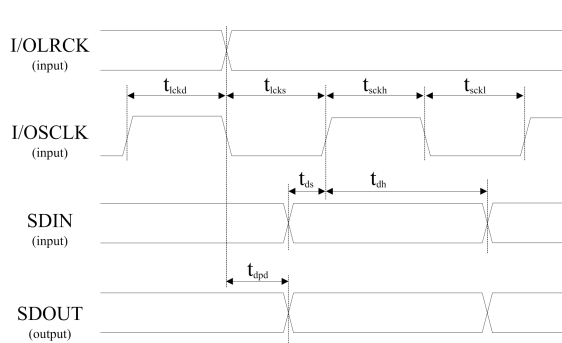 I/OLRCK
(input)
t_lckd t_lcks t_sckh t_sckl
I/OSCLK
(input)
t_ds t_dh
SDIN
(input)
t_dpd
SDOUT
(output)